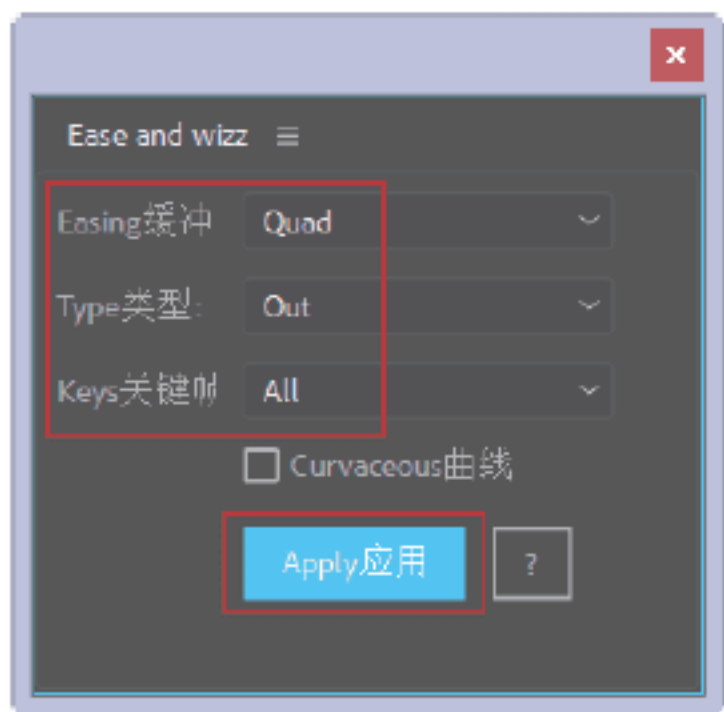 Ease and wizz
Easing缓冲 Quad
Type类型: Out
Keys关键帧 All
Curvaceous曲线
Apply应用 ?